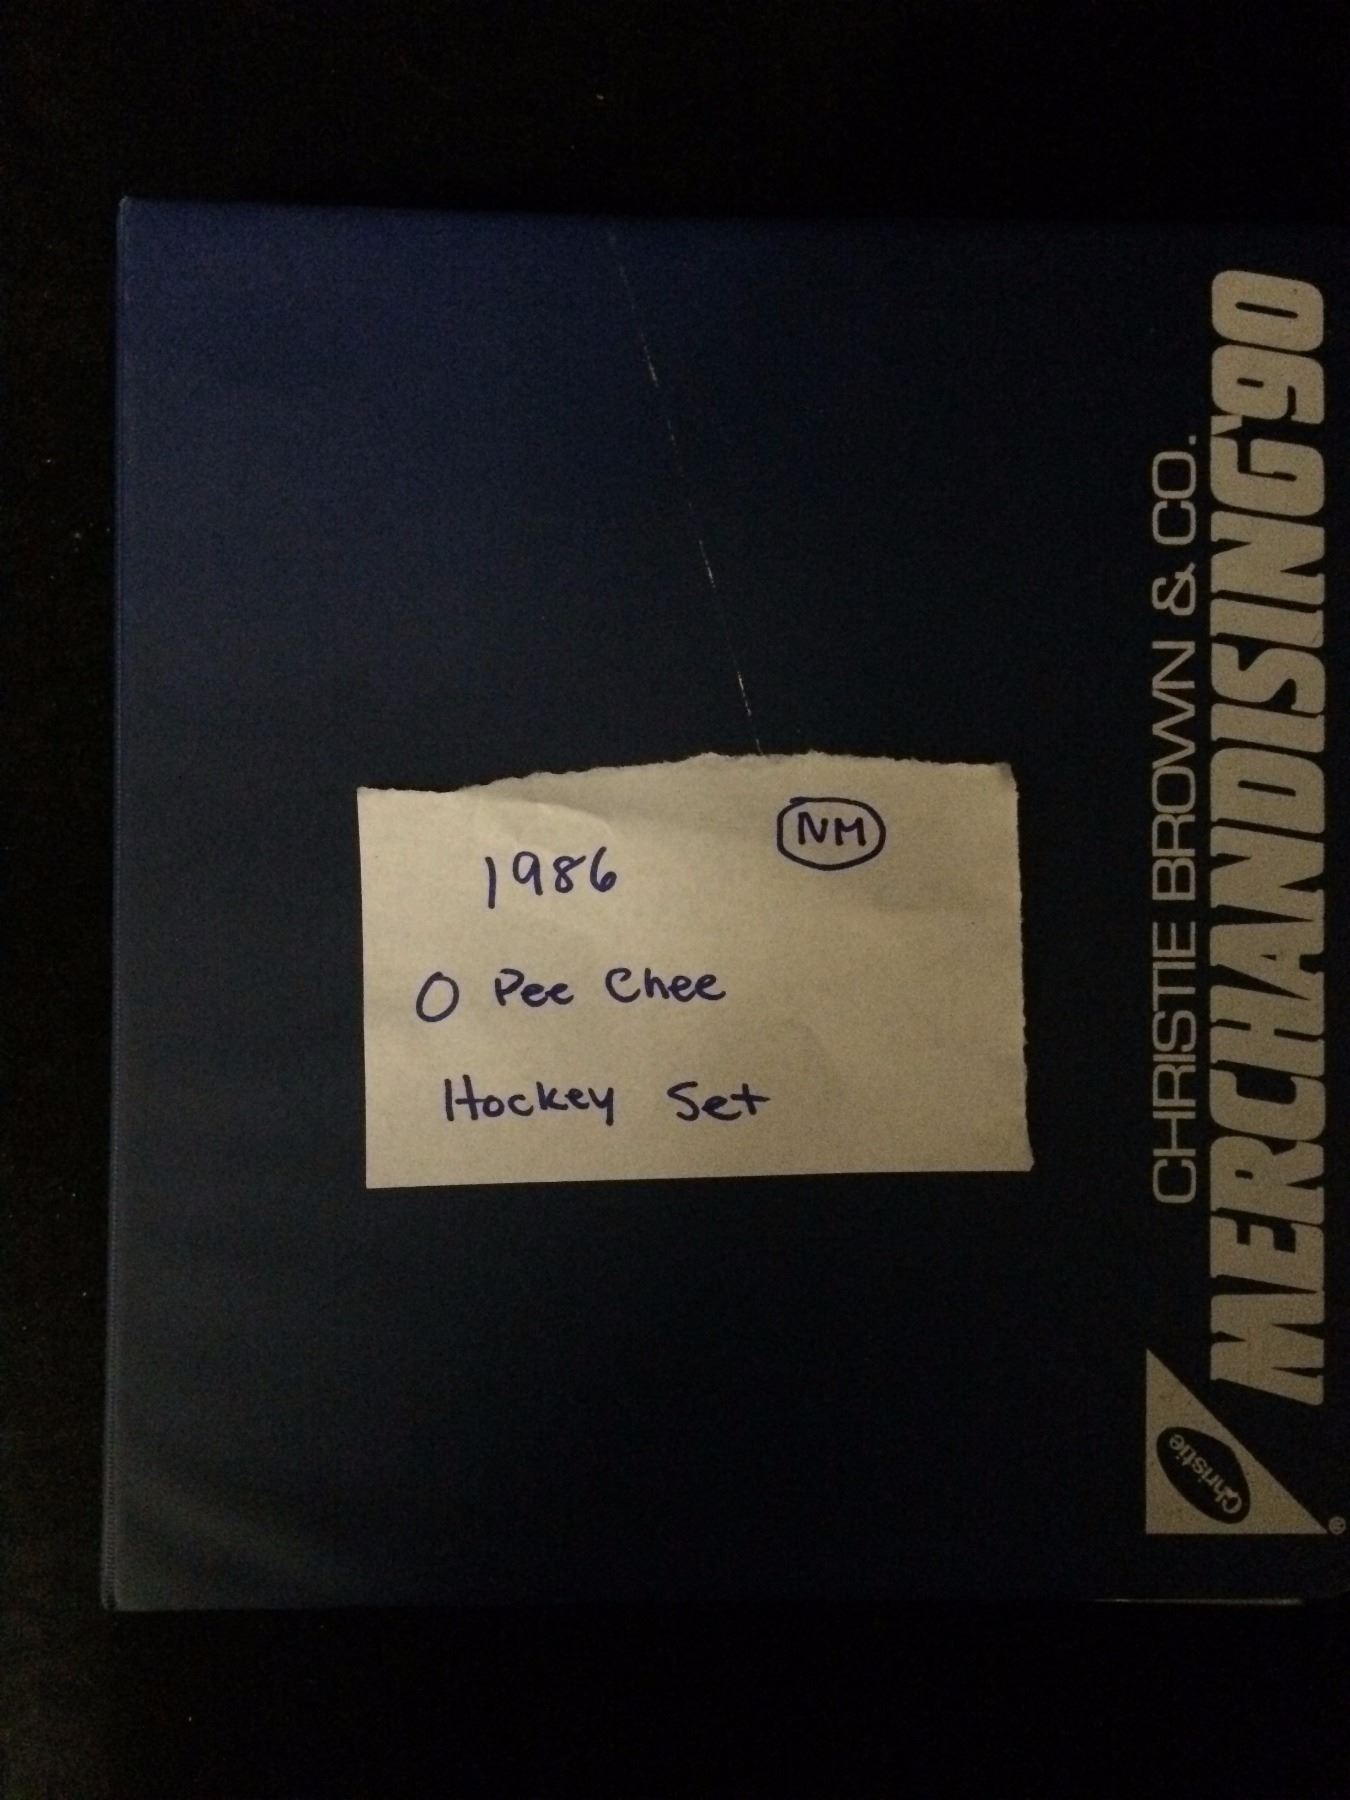 NM
1986
O Pee Chee
Hockey Set
CHRISTIE BROWN & CO.
MERCHANDISING'90
Christie
®